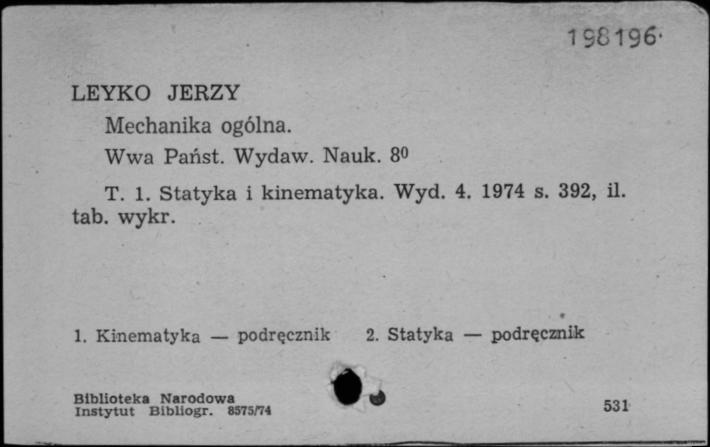 198196
LEYKO JERZY
Mechanika ogólna.
Wwa Państ. Wydaw. Nauk. 8⁰
T. 1. Statyka i kinematyka. Wyd. 4. 1974 s. 392, il.
tab. wykr.
1. Kinematyka — podręcznik 2. Statyka — podręcznik
Biblioteka Narodowa
Instytut Bibliogr. 8575/74
531